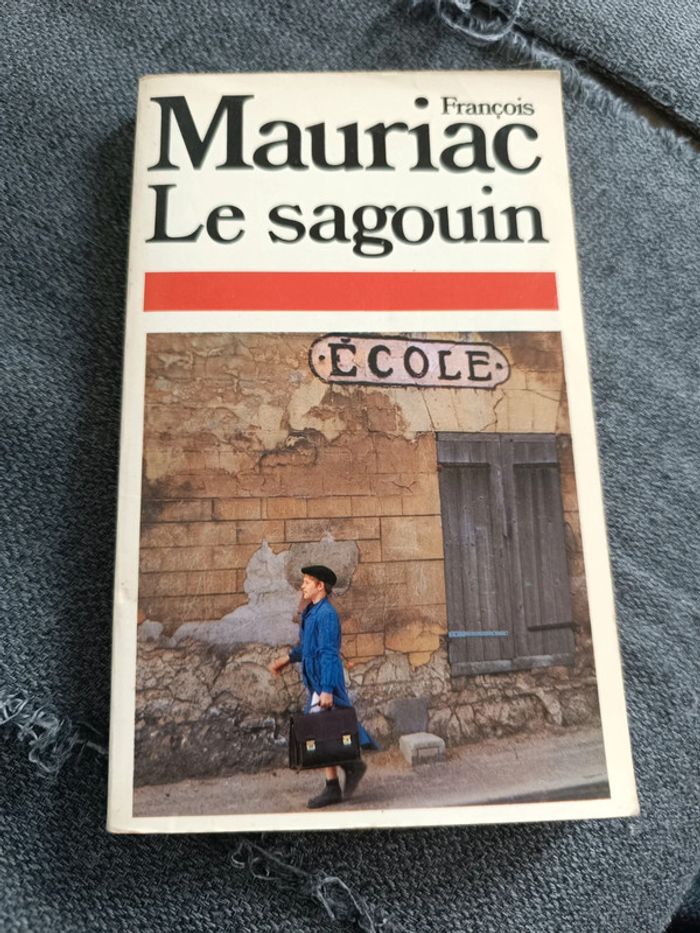 François
Mauriac
Le sagouin
·ÉCOLE·